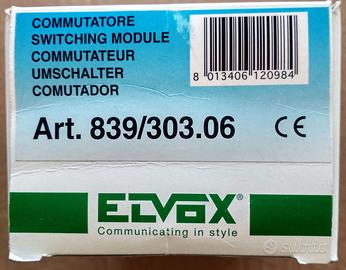 COMMUTATORE
SWITCHING MODULE
COMMUTATEUR
UMSCHALTER
COMUTADOR
8 013406 120984
Art. 839/303.06 CE
ELVOX®
Communicating in style
subito